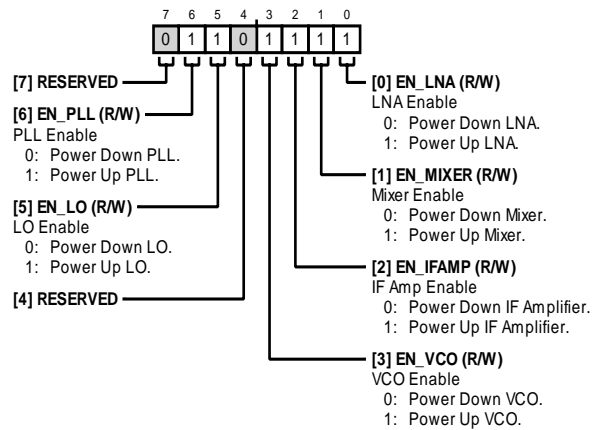 7 6 5 4 3 2 1 0
0 1 1 0 1 1 1 1
[7] RESERVED
[6] EN_PLL (R/W)
PLL Enable
0: Power Down PLL.
1: Power Up PLL.
[5] EN_LO (R/W)
LO Enable
0: Power Down LO.
1: Power Up LO.
[4] RESERVED
[0] EN_LNA (R/W)
LNA Enable
0: Power Down LNA.
1: Power Up LNA.
[1] EN_MIXER (R/W)
Mixer Enable
0: Power Down Mixer.
1: Power Up Mixer.
[2] EN_IFAMP (R/W)
IF Amp Enable
0: Power Down IF Amplifier.
1: Power Up IF Amplifier.
[3] EN_VCO (R/W)
VCO Enable
0: Power Down VCO.
1: Power Up VCO.